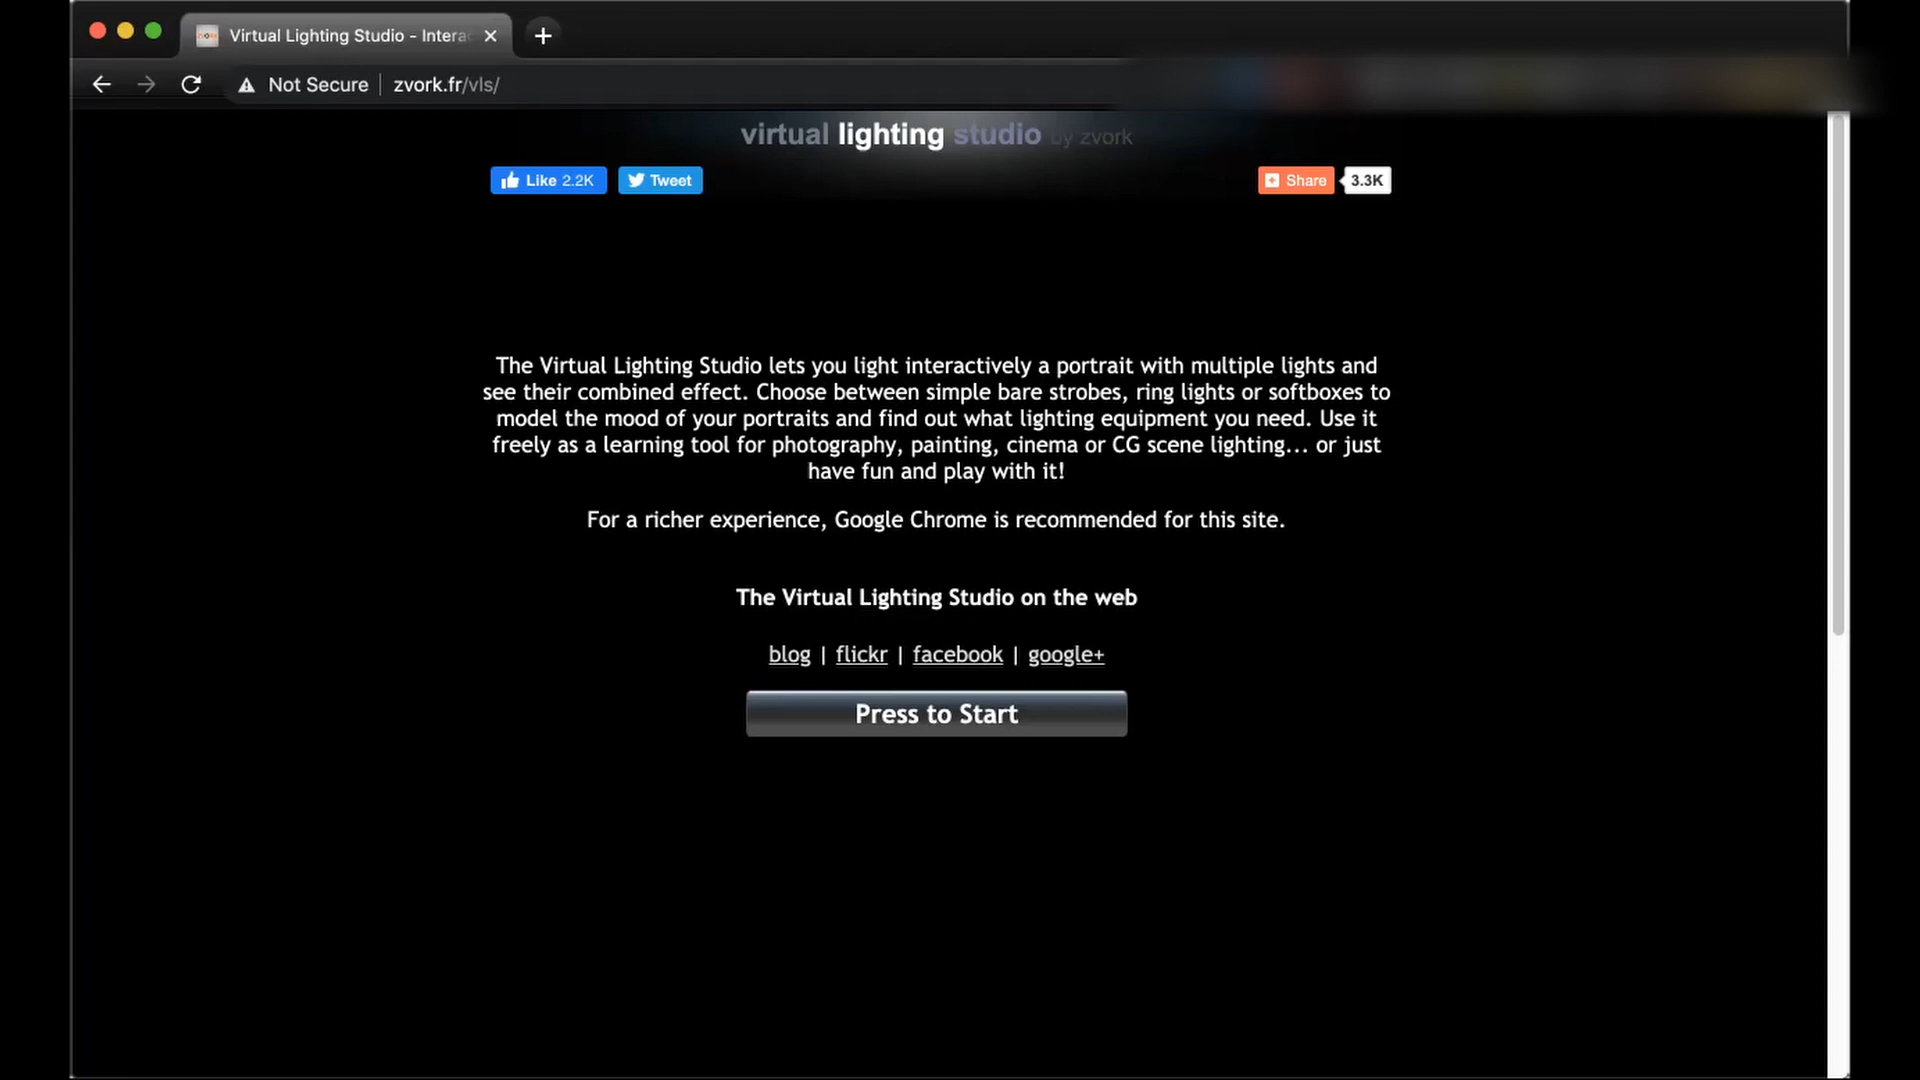 Virtual Lighting Studio - Intera
Not Secure zvork.fr/vls/
virtual lighting studio by zvork
Like 2.2K Tweet Share 3.3K
The Virtual Lighting Studio lets you light interactively a portrait with multiple lights and
see their combined effect. Choose between simple bare strobes, ring lights or softboxes to
model the mood of your portraits and find out what lighting equipment you need. Use it
freely as a learning tool for photography, painting, cinema or CG scene lighting... or just
have fun and play with it!
For a richer experience, Google Chrome is recommended for this site.
The Virtual Lighting Studio on the web
blog | flickr | facebook | google+
Press to Start